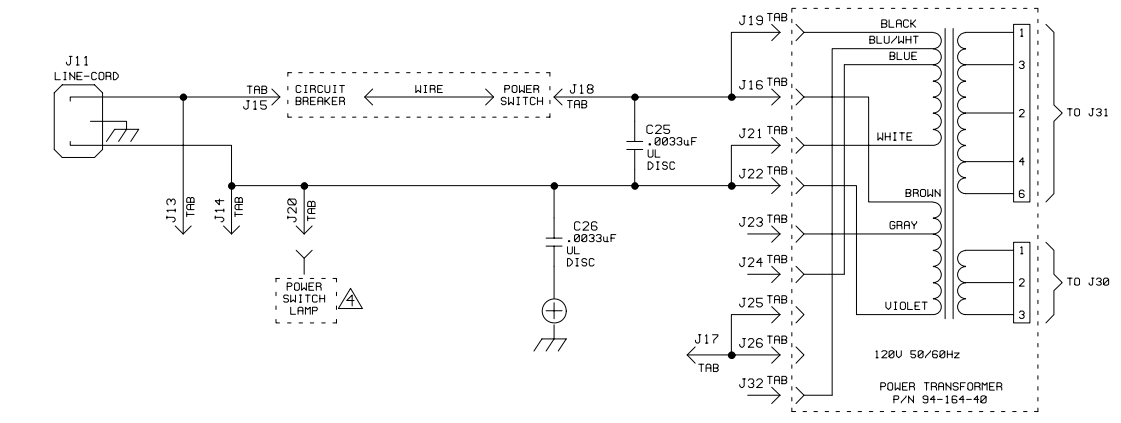 J19 TAB
BLACK
BLU/WHT
BLUE
1
3
2
4
6
TO J31
J11
LINE-CORD
TAB
J15
CIRCUIT
BREAKER
WIRE
POWER
SWITCH
J18
TAB
J16 TAB
C25
.0033uF
UL
DISC
J21 TAB
WHITE
J22 TAB
BROWN
J13
TAB
J14
TAB
J20
TAB
C26
.0033uF
UL
DISC
J23 TAB
GRAY
J24 TAB
1
2
3
TO J30
POWER
SWITCH
LAMP
4
J25 TAB
VIOLET
J17
TAB
J26 TAB
120V 50/60Hz
J32 TAB
POWER TRANSFORMER
P/N 94-164-40